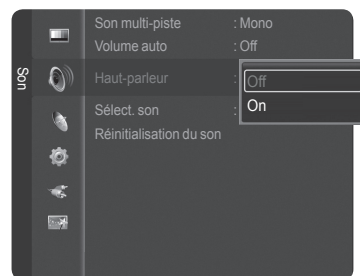 Son
Son multi-piste : Mono
Volume auto : Off
Haut-parleur : Off
On
Sélect. son :
Réinitialisation du son